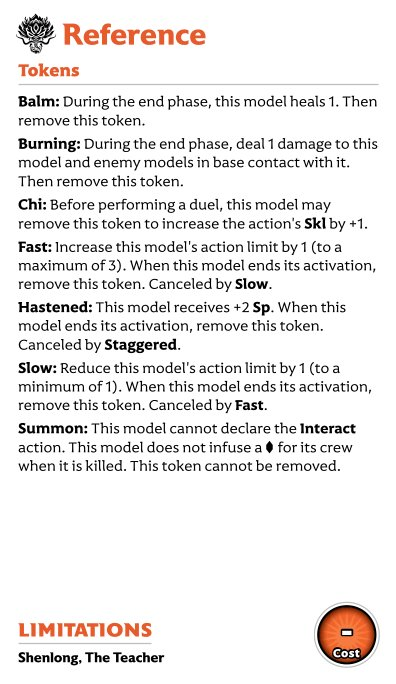 Reference
Tokens
Balm: During the end phase, this model heals 1. Then
remove this token.
Burning: During the end phase, deal 1 damage to this
model and enemy models in base contact with it.
Then remove this token.
Chi: Before performing a duel, this model may
remove this token to increase the action's Skl by +1.
Fast: Increase this model's action limit by 1 (to a
maximum of 3). When this model ends its activation,
remove this token. Canceled by Slow.
Hastened: This model receives +2 Sp. When this
model ends its activation, remove this token.
Canceled by Staggered.
Slow: Reduce this model's action limit by 1 (to a
minimum of 1). When this model ends its activation,
remove this token. Canceled by Fast.
Summon: This model cannot declare the Interact
action. This model does not infuse a for its crew
when it is killed. This token cannot be removed.
LIMITATIONS
Shenlong, The Teacher
-
Cost